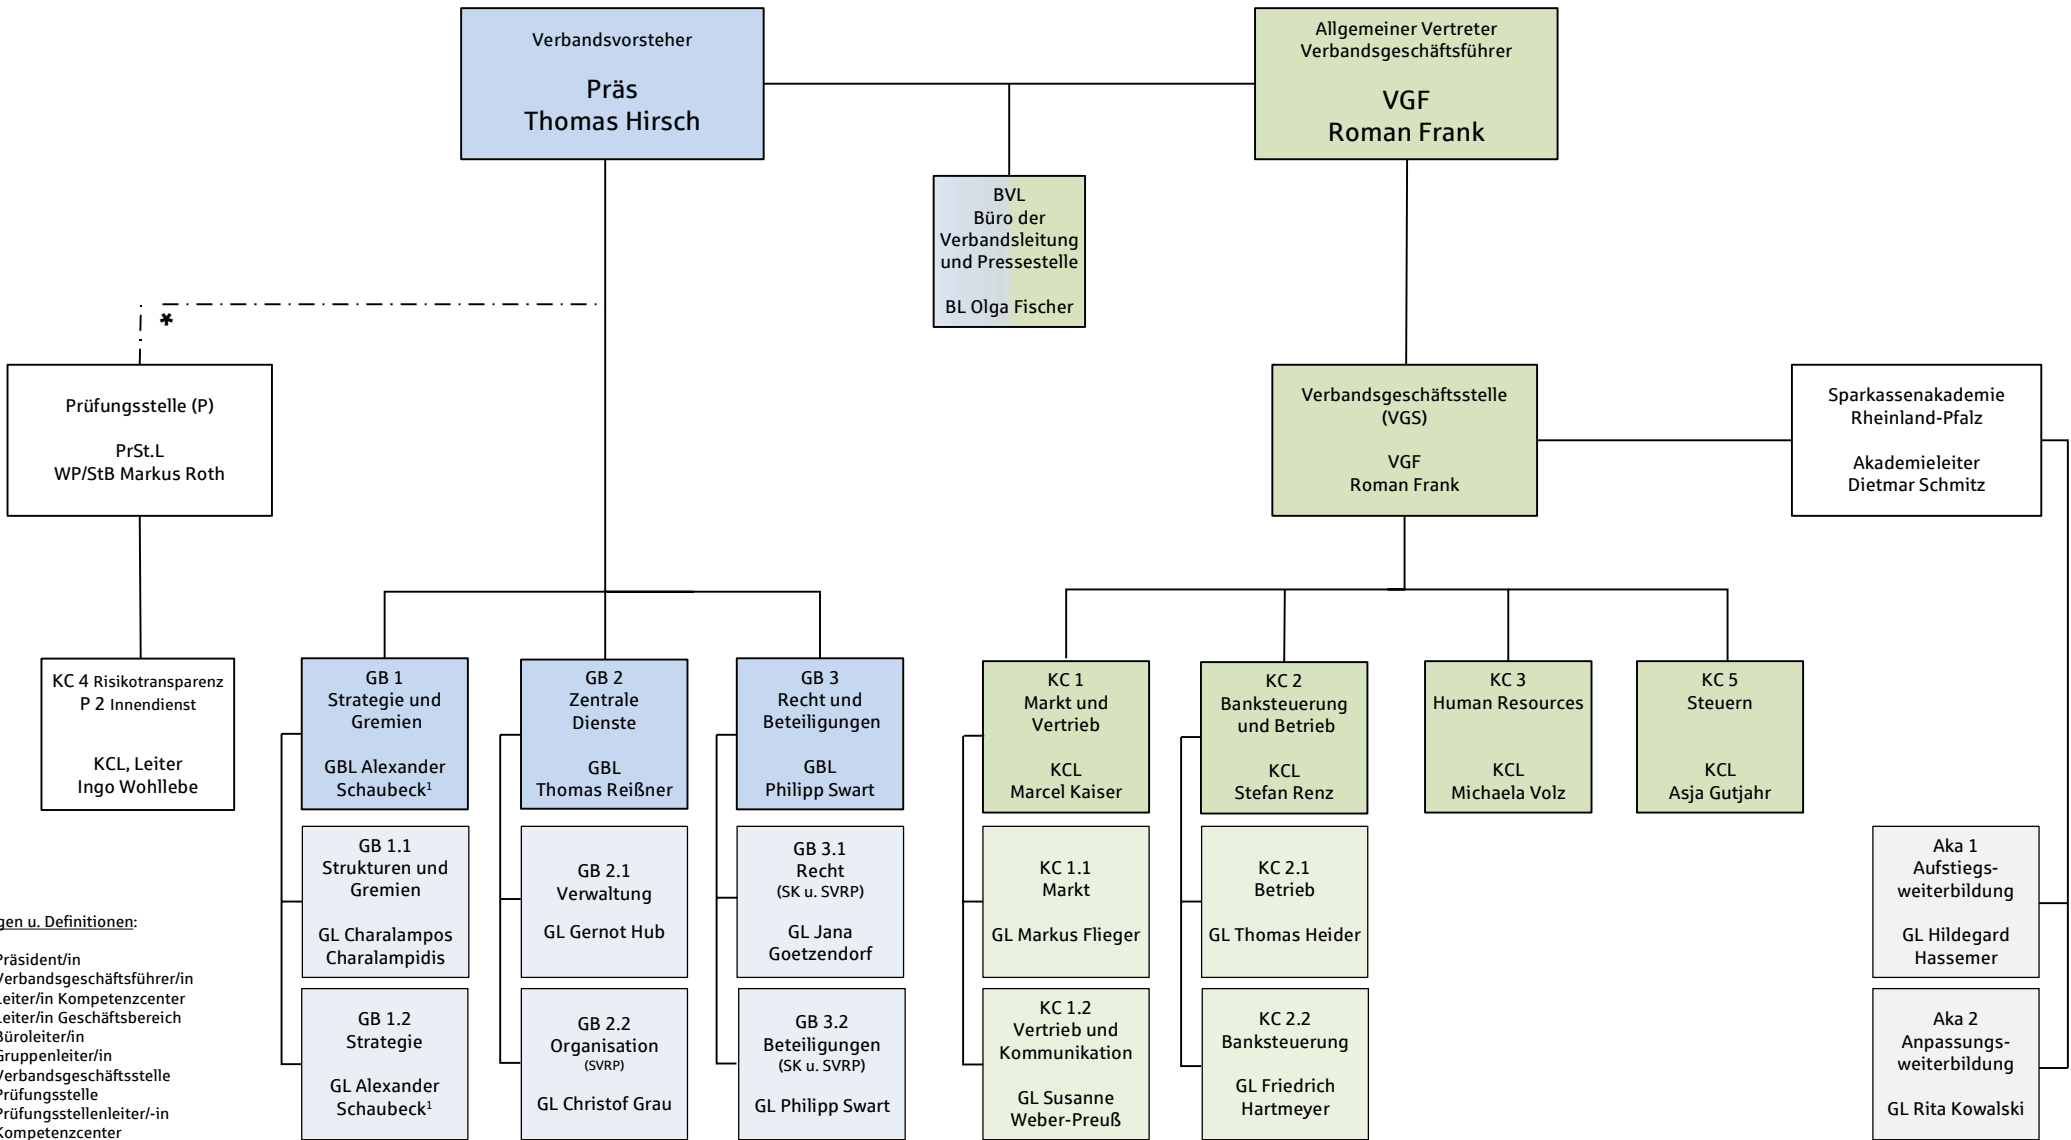 Verbandsvorsteher
Präs
Thomas Hirsch
Allgemeiner Vertreter
Verbandsgeschäftsführer
VGF
Roman Frank
BVL
Büro der
Verbandsleitung
und Pressestelle
BL Olga Fischer
*
Prüfungsstelle (P)
PrSt.L
WP/StB Markus Roth
Verbandsgeschäftsstelle
(VGS)
VGF
Roman Frank
Sparkassenakademie
Rheinland-Pfalz
Akademieleiter
Dietmar Schmitz
KC 4 Risikotransparenz
P 2 Innendienst
KCL, Leiter
Ingo Wohllebe
GB 1
Strategie und
Gremien
GBL Alexander
Schaubeck¹
GB 2
Zentrale
Dienste
GBL
Thomas Reißner
GB 3
Recht und
Beteiligungen
GBL
Philipp Swart
KC 1
Markt und
Vertrieb
KCL
Marcel Kaiser
KC 2
Banksteuerung
und Betrieb
KCL
Stefan Renz
KC 3
Human Resources
KCL
Michaela Volz
KC 5
Steuern
KCL
Asja Gutjahr
GB 1.1
Strukturen und
Gremien
GL Charalampos
Charalampidis
GB 2.1
Verwaltung
GL Gernot Hub
GB 3.1
Recht
(SK u. SVRP)
GL Jana
Goetzendorf
KC 1.1
Markt
GL Markus Flieger
KC 2.1
Betrieb
GL Thomas Heider
Aka 1
Aufstiegs-
weiterbildung
GL Hildegard
Hassemer
GB 1.2
Strategie
GL Alexander
Schaubeck¹
GB 2.2
Organisation
(SVRP)
GL Christof Grau
GB 3.2
Beteiligungen
(SK u. SVRP)
GL Philipp Swart
KC 1.2
Vertrieb und
Kommunikation
GL Susanne
Weber-Preuß
KC 2.2
Banksteuerung
GL Friedrich
Hartmeyer
Aka 2
Anpassungs-
weiterbildung
GL Rita Kowalski
gen u. Definitionen:
Präsident/in
Verbandsgeschäftsführer/in
Leiter/in Kompetenzcenter
Leiter/in Geschäftsbereich
Büroleiter/in
Gruppenleiter/in
Verbandsgeschäftsstelle
Prüfungsstelle
Prüfungsstellenleiter/-in
Kompetenzcenter